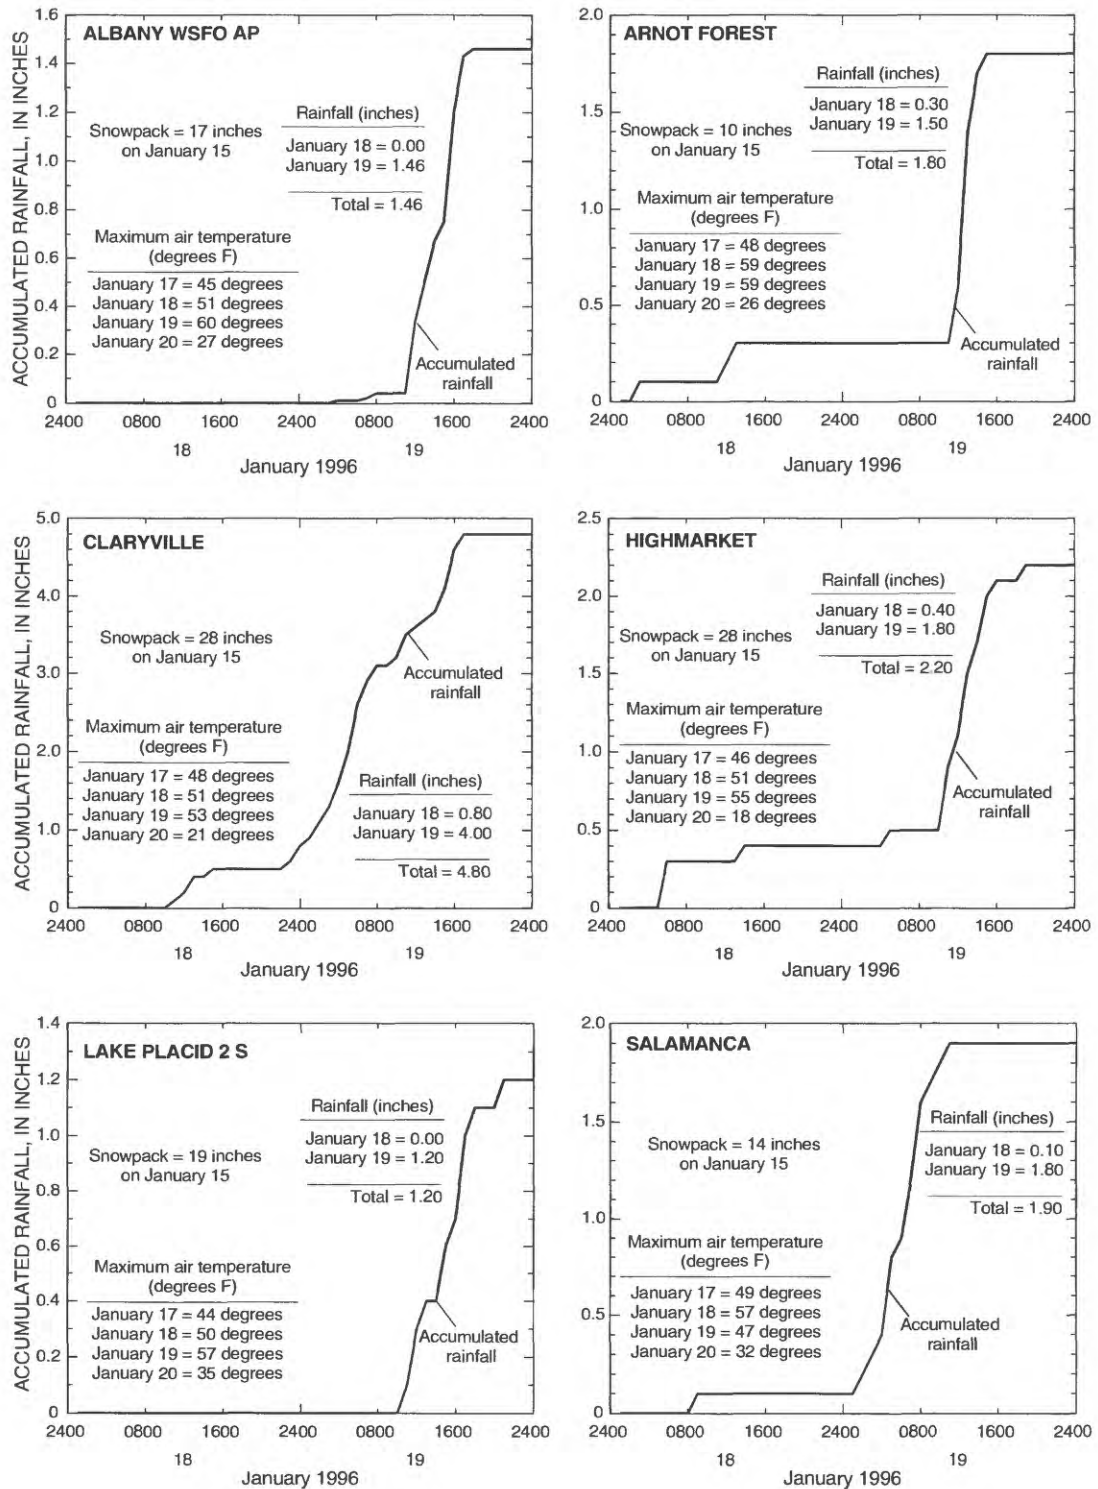 ACCUMULATED RAINFALL, IN INCHES
1.6
1.4
1.2
1.0
0.8
0.6
0.4
0.2
0
ALBANY WSFO AP
Snowpack = 17 inches
on January 15
Rainfall (inches)
January 18 = 0.00
January 19 = 1.46
Total = 1.46
Maximum air temperature
(degrees F)
January 17 = 45 degrees
January 18 = 51 degrees
January 19 = 60 degrees
January 20 = 27 degrees
Accumulated
rainfall
2400 0800 1600 2400 0800 1600 2400
18 19
January 1996
2.0
1.5
1.0
0.5
0
ARNOT FOREST
Rainfall (inches)
January 18 = 0.30
January 19 = 1.50
Total = 1.80
Snowpack = 10 inches
on January 15
Maximum air temperature
(degrees F)
January 17 = 48 degrees
January 18 = 59 degrees
January 19 = 59 degrees
January 20 = 26 degrees
Accumulated
rainfall
2400 0800 1600 2400 0800 1600 2400
18 19
January 1996
ACCUMULATED RAINFALL, IN INCHES
5.0
4.0
3.0
2.0
1.0
0
CLARYVILLE
Snowpack = 28 inches
on January 15
Accumulated
rainfall
Maximum air temperature
(degrees F)
January 17 = 48 degrees
January 18 = 51 degrees
January 19 = 53 degrees
January 20 = 21 degrees
Rainfall (inches)
January 18 = 0.80
January 19 = 4.00
Total = 4.80
2400 0800 1600 2400 0800 1600 2400
18 19
January 1996
2.5
2.0
1.5
1.0
0.5
0
HIGHMARKET
Rainfall (inches)
January 18 = 0.40
January 19 = 1.80
Total = 2.20
Snowpack = 28 inches
on January 15
Maximum air temperature
(degrees F)
January 17 = 46 degrees
January 18 = 51 degrees
January 19 = 55 degrees
January 20 = 18 degrees
Accumulated
rainfall
2400 0800 1600 2400 0800 1600 2400
18 19
January 1996
ACCUMULATED RAINFALL, IN INCHES
1.4
1.2
1.0
0.8
0.6
0.4
0.2
0
LAKE PLACID 2 S
Rainfall (inches)
January 18 = 0.00
January 19 = 1.20
Total = 1.20
Snowpack = 19 inches
on January 15
Maximum air temperature
(degrees F)
January 17 = 44 degrees
January 18 = 50 degrees
January 19 = 57 degrees
January 20 = 35 degrees
Accumulated
rainfall
2400 0800 1600 2400 0800 1600 2400
18 19
January 1996
2.0
1.5
1.0
0.5
0
SALAMANCA
Rainfall (inches)
January 18 = 0.10
January 19 = 1.80
Total = 1.90
Snowpack = 14 inches
on January 15
Maximum air temperature
(degrees F)
January 17 = 49 degrees
January 18 = 57 degrees
January 19 = 47 degrees
January 20 = 32 degrees
Accumulated
rainfall
2400 0800 1600 2400 0800 1600 2400
18 19
January 1996